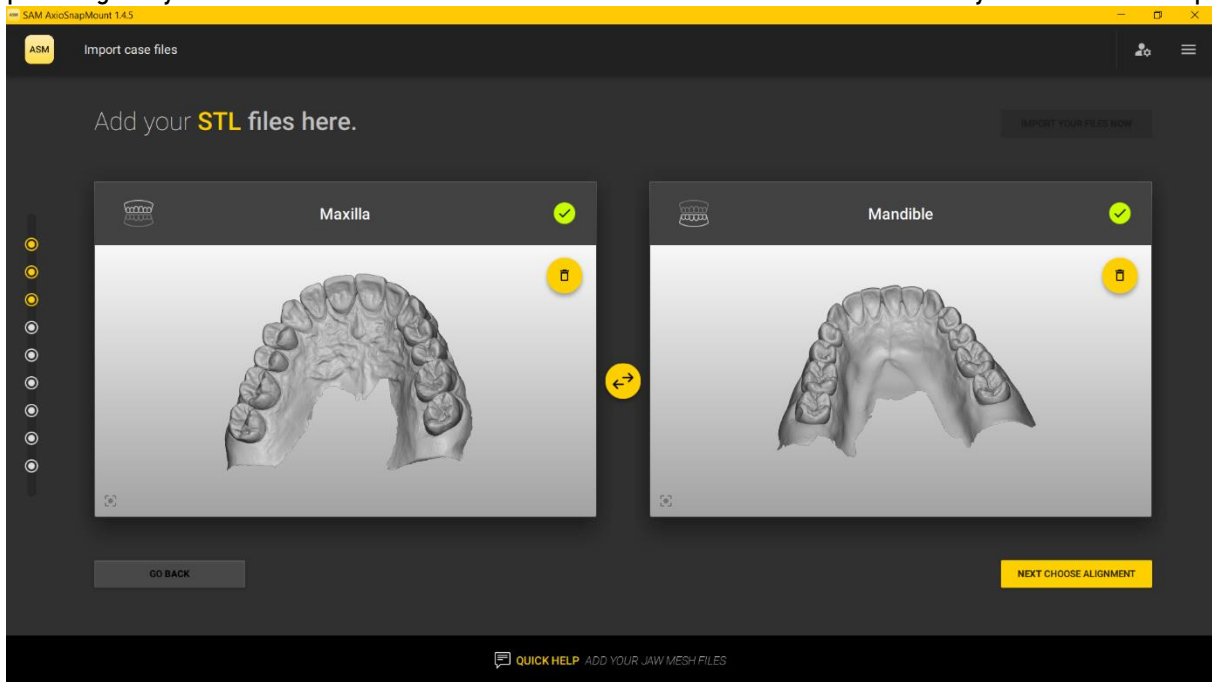 SAM AxioSnapMount 1.4.5
ASM Import case files
Add your STL files here.
IMPORT YOUR FILES NOW
Maxilla
Mandible
GO BACK
NEXT CHOOSE ALIGNMENT
QUICK HELP ADD YOUR JAW MESH FILES